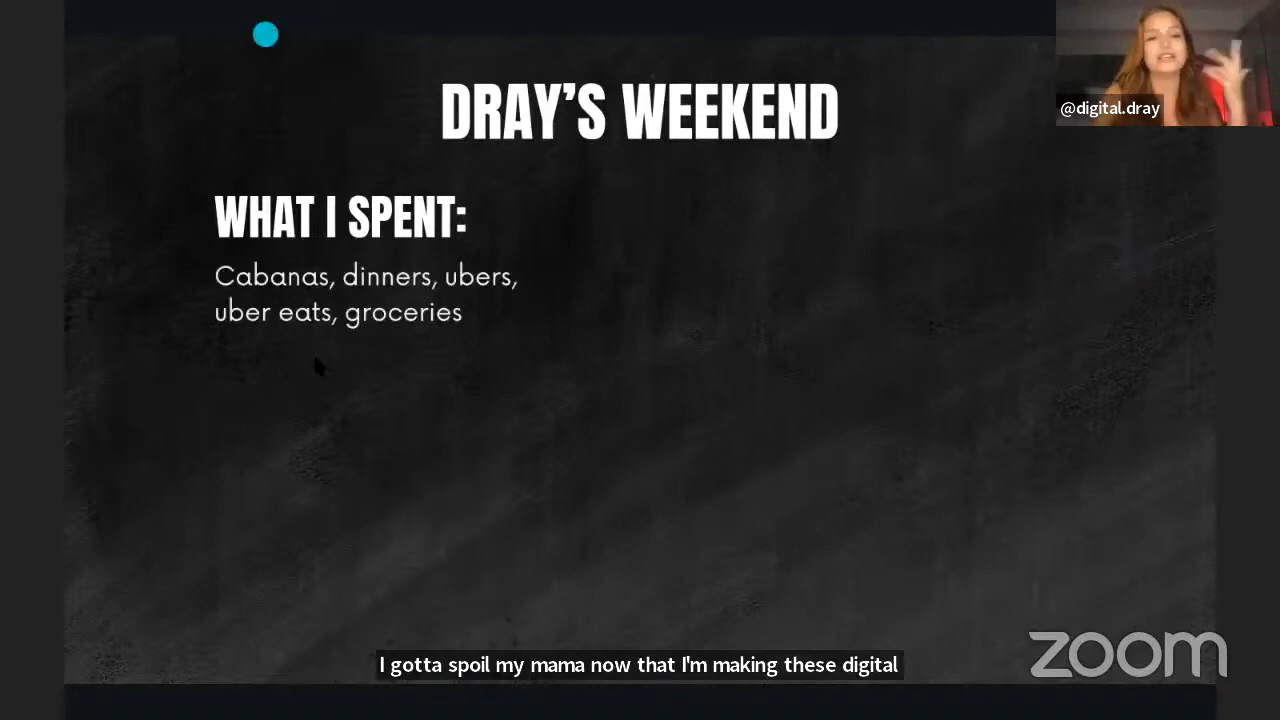 DRAY'S WEEKEND
@digital.dray
WHAT I SPENT:
Cabanas, dinners, ubers,
uber eats, groceries
I gotta spoil my mama now that I'm making these digital
zoom